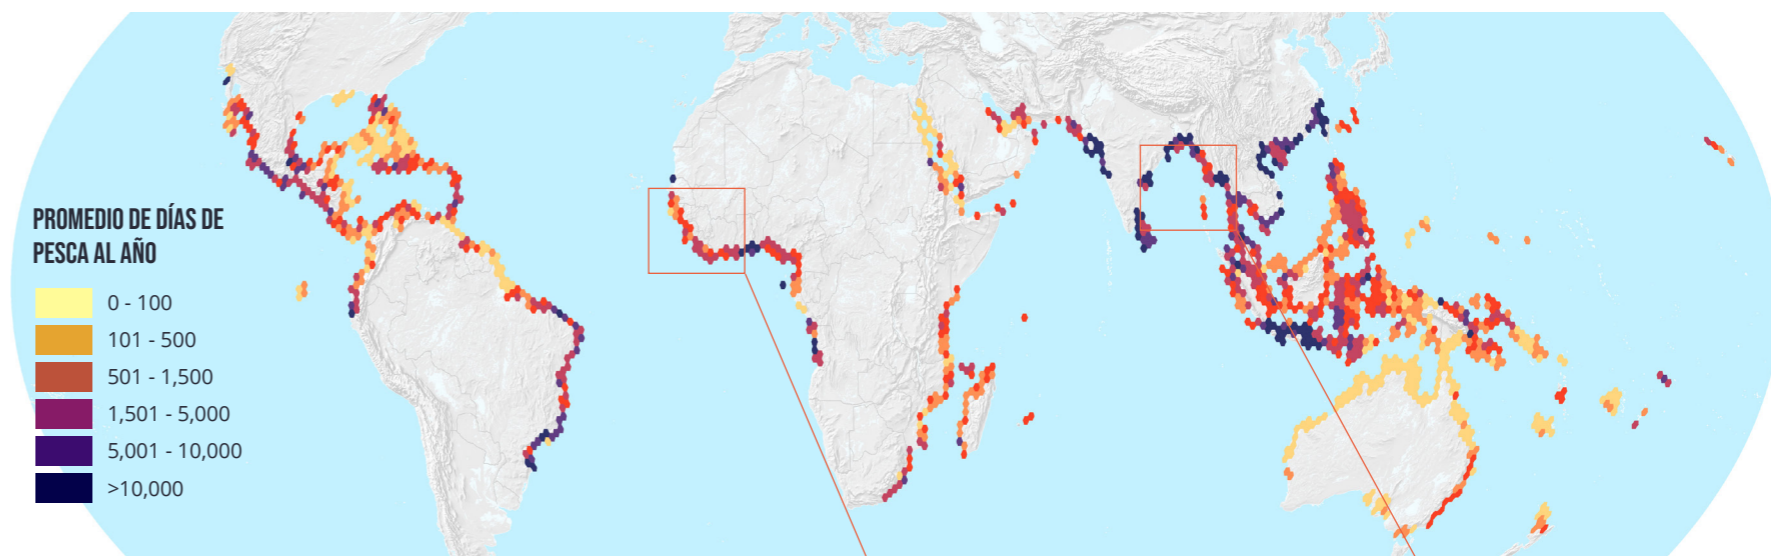 PROMEDIO DE DÍAS DE
PESCA AL AÑO
0 - 100
101 - 500
501 - 1,500
1,501 - 5,000
5,001 - 10,000
>10,000